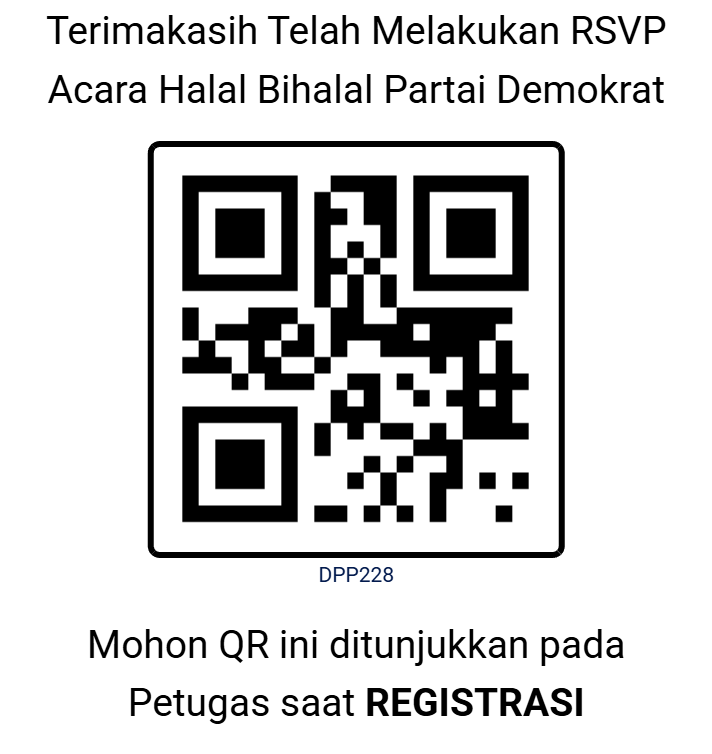 Terimakasih Telah Melakukan RSVP
Acara Halal Bihalal Partai Demokrat
DPP228
Mohon QR ini ditunjukkan pada
Petugas saat REGISTRASI